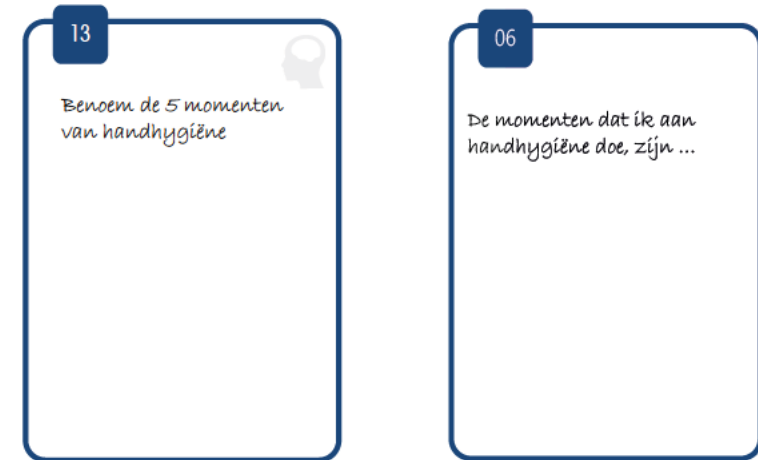 13
Benoem de 5 momenten
van handhygiëne
06
De momenten dat ik aan
handhygiëne doe, zijn ...